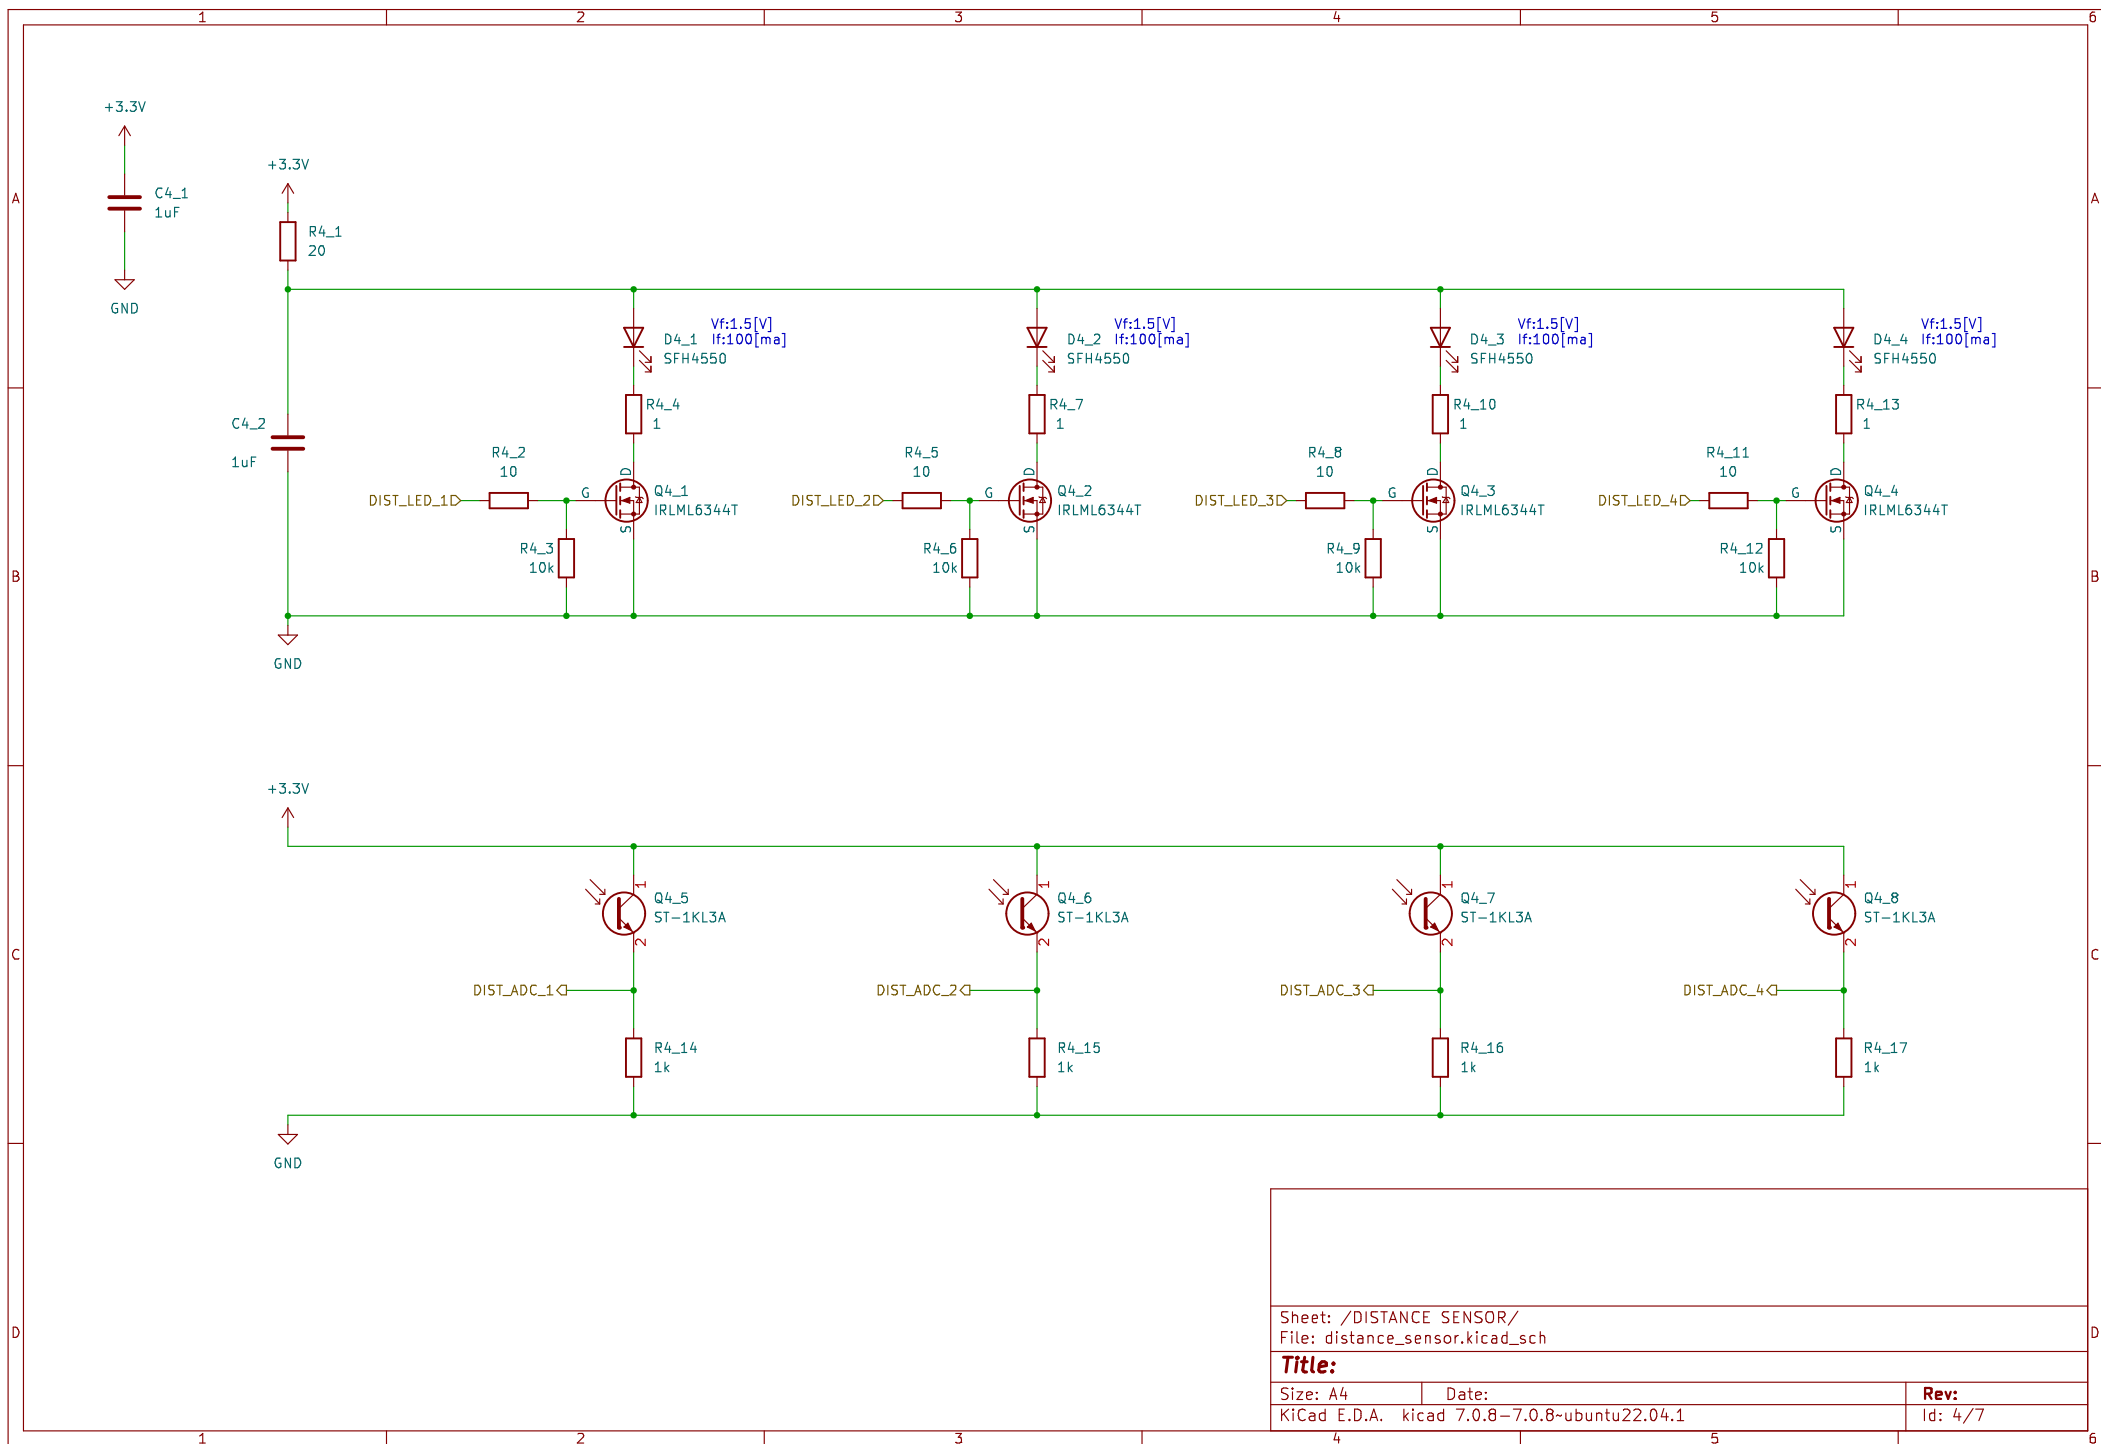 1 2 3 4 5 6
+3.3V
C4_1
1uF
GND
+3.3V
R4_1
20
A A
D4_1
SFH4550
Vf:1.5[V]
If:100[ma]
D4_2
SFH4550
Vf:1.5[V]
If:100[ma]
D4_3
SFH4550
Vf:1.5[V]
If:100[ma]
D4_4
SFH4550
Vf:1.5[V]
If:100[ma]
C4_2
1uF
R4_4
1
R4_7
1
R4_10
1
R4_13
1
DIST_LED_1
R4_2
10
G
D
S
Q4_1
IRLML6344T
R4_3
10k
DIST_LED_2
R4_5
10
G
D
S
Q4_2
IRLML6344T
R4_6
10k
DIST_LED_3
R4_8
10
G
D
S
Q4_3
IRLML6344T
R4_9
10k
DIST_LED_4
R4_11
10
G
D
S
Q4_4
IRLML6344T
R4_12
10k
B B
GND
+3.3V
1
Q4_5
ST-1KL3A
2
1
Q4_6
ST-1KL3A
2
1
Q4_7
ST-1KL3A
2
1
Q4_8
ST-1KL3A
2
C C
DIST_ADC_1
DIST_ADC_2
DIST_ADC_3
DIST_ADC_4
R4_14
1k
R4_15
1k
R4_16
1k
R4_17
1k
GND
D D
Sheet: /DISTANCE SENSOR/
File: distance_sensor.kicad_sch
Title:
Size: A4 Date: Rev:
KiCad E.D.A. kicad 7.0.8-7.0.8~ubuntu22.04.1 Id: 4/7
1 2 3 4 5 6